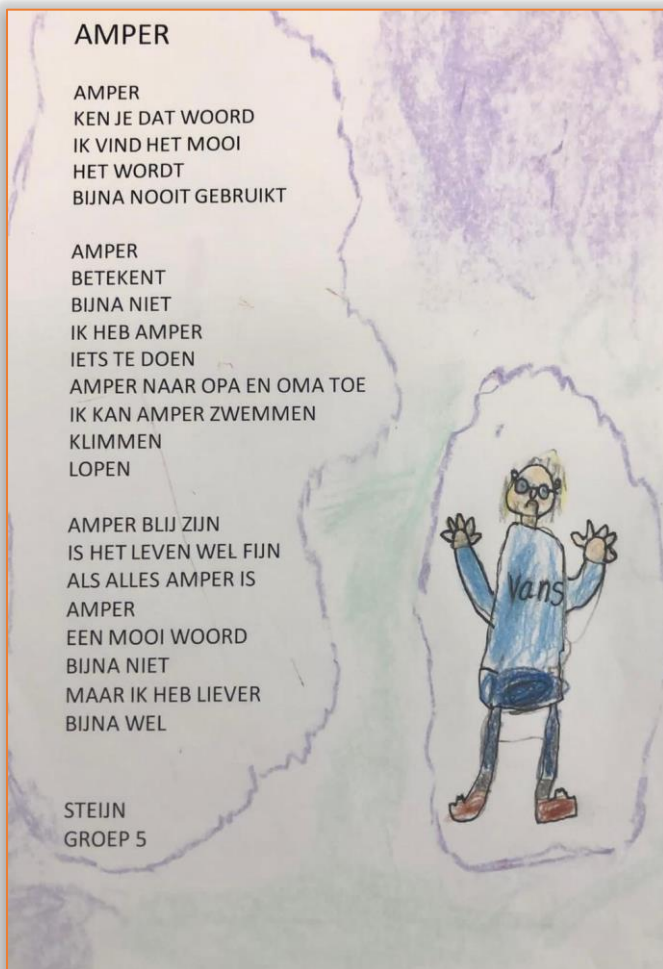 AMPER
AMPER
KEN JE DAT WOORD
IK VIND HET MOOI
HET WORDT
BIJNA NOOIT GEBRUIKT
AMPER
BETEKENT
BIJNA NIET
IK HEB AMPER
IETS TE DOEN
AMPER NAAR OPA EN OMA TOE
IK KAN AMPER ZWEMMEN
KLIMMEN
LOPEN
AMPER BLIJ ZIJN
IS HET LEVEN WEL FIJN
ALS ALLES AMPER IS
AMPER
EEN MOOI WOORD
BIJNA NIET
MAAR IK HEB LIEVER
BIJNA WEL
STEIJN
GROEP 5
Vans